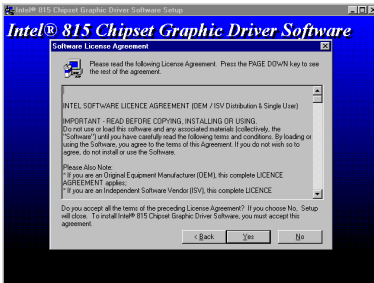 Intel® 815 Chipset Graphic Driver Software Setup
Intel® 815 Chipset Graphic Driver Software
Software License Agreement
Please read the following License Agreement. Press the PAGE DOWN key to see
the rest of the agreement.
INTEL SOFTWARE LICENCE AGREEMENT (OEM / ISV Distribution & Single User)
IMPORTANT - READ BEFORE COPYING, INSTALLING OR USING.
Do not use or load this software and any associated materials (collectively, the
"Software") until you have carefully read the following terms and conditions. By loading or
using the Software, you agree to the terms of this Agreement. If you do not wish to so
agree, do not install or use the Software.
Please Also Note:
* If you are an Original Equipment Manufacturer (OEM), this complete LICENCE
AGREEMENT applies;
* If you are an Independent Software Vendor (ISV), this complete LICENCE
Do you accept all the terms of the preceding License Agreement? If you choose No, Setup
will close. To install Intel® 815 Chipset Graphic Driver Software, you must accept this
agreement.
< Back
Yes
No